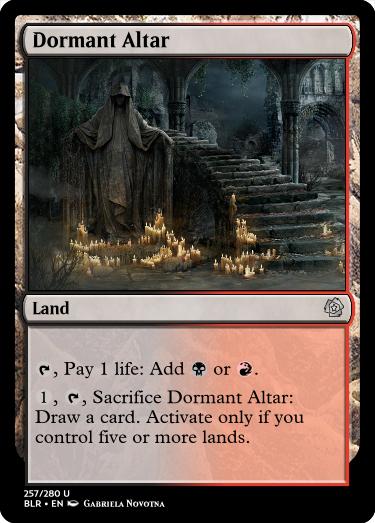 Dormant Altar
Land
, Pay 1 life: Add or .
1 , , Sacrifice Dormant Altar:
Draw a card. Activate only if you
control five or more lands.
257/280 U
BLR • EN Gabriela Novotna